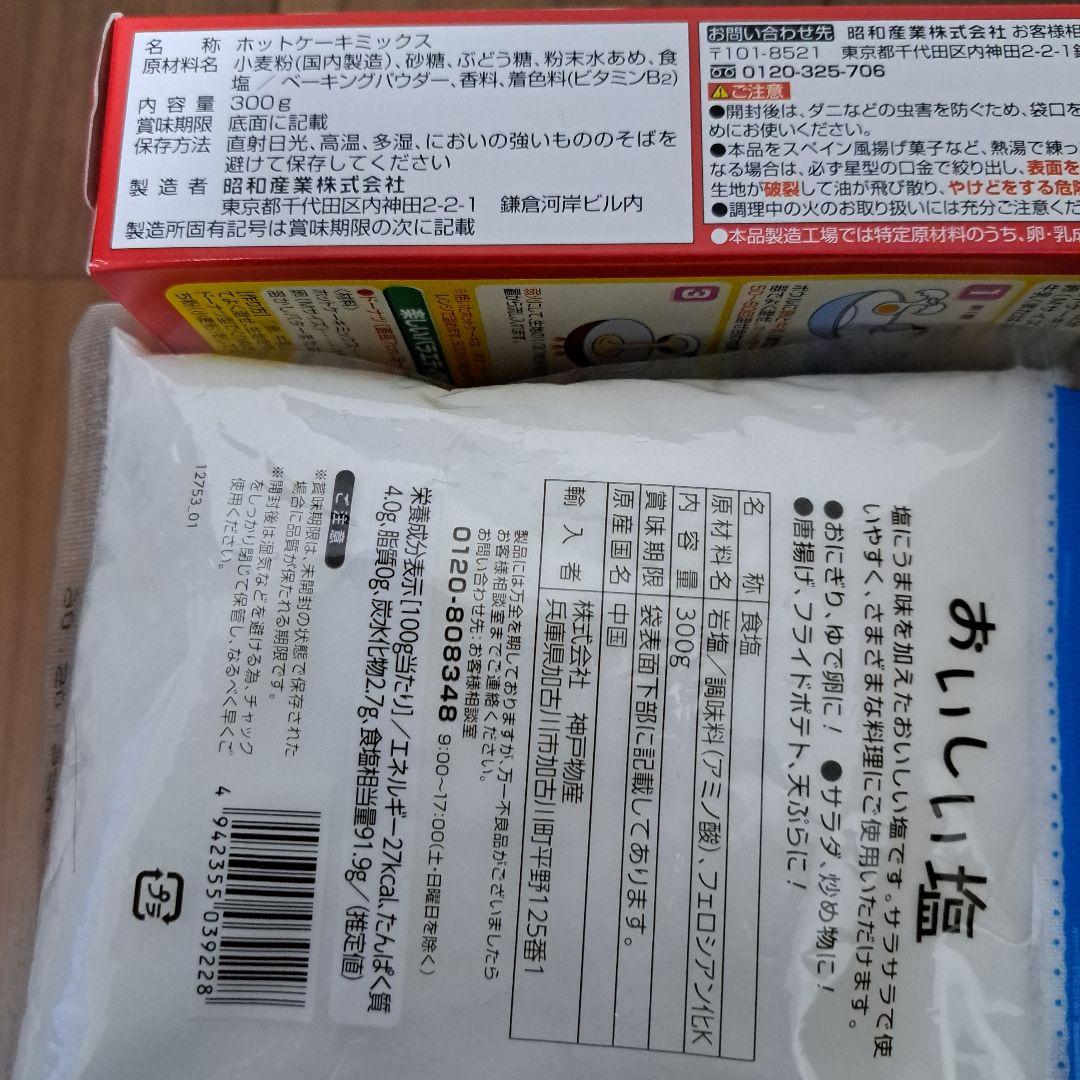 名称 ホットケーキミックス
原材料名 小麦粉(国内製造)、砂糖、ぶどう糖、粉末水あめ、食
塩／ベーキングパウダー、香料、着色料(ビタミンB2)
内容量 300g
賞味期限 底面に記載
保存方法 直射日光、高温、多湿、においの強いもののそばを
避けて保存してください
製造者 昭和産業株式会社
東京都千代田区内神田2-2-1 鎌倉河岸ビル内
製造所固有記号は賞味期限の次に記載
お問い合わせ先 昭和産業株式会社 お客様相
〒101-8521 東京都千代田区内神田2-2-1
0120-325-706
ご注意
●開封後は、ダニなどの虫害を防ぐため、袋口を
めにお使いください。
●本品をスペイン風揚げ菓子など、熱湯で練っ
なる場合は、必ず星型の口金で絞り出し、表面を
生地が破裂して油が飛び散り、やけどをする危険
●調理中の火のお取り扱いには充分ご注意くだ
●本品製造工場では特定原材料のうち、卵・乳成
1
3
おいしい塩
塩にうま味を加えたおいしい塩です。サラサラで使
いやすく、さまざまな料理にご使用いただけます。
●おにぎり、ゆで卵に！ ●サラダ、炒め物に！
●唐揚げ、フライドポテト、天ぷらに！
名称 食塩
原材料名 岩塩／調味料(アミノ酸)、フェロシアン化K
内容量 300g
賞味期限 袋表面下部に記載してあります。
原産国名 中国
輸入者 株式会社 神戸物産
兵庫県加古川市加古川町平野125番1
製品には万全を期しておりますが、万一不良品がございましたら
お客様相談室までご連絡ください。
お問い合わせ先：お客様相談室
0120-808348 9:00〜17:00(土・日曜日を除く)
栄養成分表示[100g当たり]／エネルギー27kcal、たんぱく質
4.0g、脂質0g、炭水化物2.7g、食塩相当量91.9g／(推定値)
ご注意
※賞味期限は、未開封の状態で保存された
場合に品質が保たれる期限です。
※開封後は湿気などを避ける為、チャック
をしっかり閉じて保管し、なるべく早くご
使用ください。
12753_01
4 942355 039228
プラ